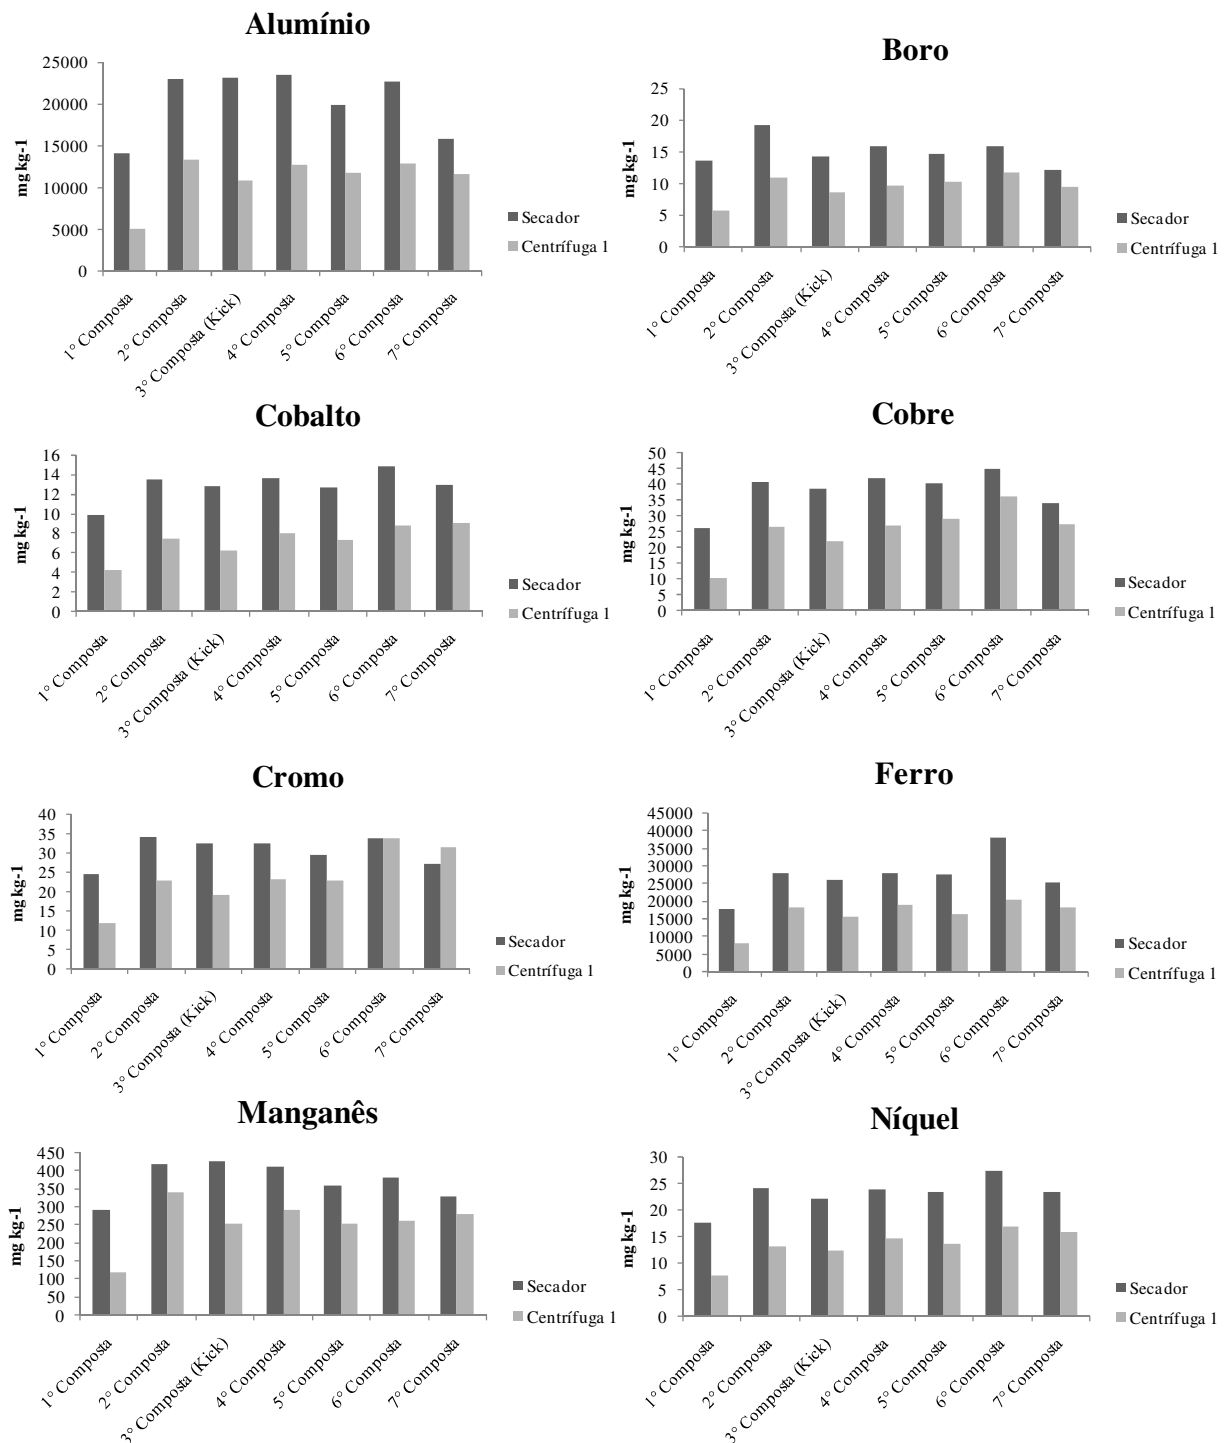 Alumínio
25000
20000
15000
10000
5000
0
mg kg-1
1° Composta
2° Composta
3° Composta (Kick)
4° Composta
5° Composta
6° Composta
7° Composta
Secador
Centrífuga 1
Boro
25
20
15
10
5
0
mg kg-1
1° Composta
2° Composta
3° Composta (Kick)
4° Composta
5° Composta
6° Composta
7° Composta
Secador
Centrífuga 1
Cobalto
16
14
12
10
8
6
4
2
0
mg kg-1
1° Composta
2° Composta
3° Composta (Kick)
4° Composta
5° Composta
6° Composta
7° Composta
Secador
Centrífuga 1
Cobre
50
45
40
35
30
25
20
15
10
5
0
mg kg-1
1° Composta
2° Composta
3° Composta (Kick)
4° Composta
5° Composta
6° Composta
7° Composta
Secador
Centrífuga 1
Cromo
40
35
30
25
20
15
10
5
0
mg kg-1
1° Composta
2° Composta
3° Composta (Kick)
4° Composta
5° Composta
6° Composta
7° Composta
Secador
Centrífuga 1
Ferro
45000
40000
35000
30000
25000
20000
15000
10000
5000
0
mg kg-1
1° Composta
2° Composta
3° Composta (Kick)
4° Composta
5° Composta
6° Composta
7° Composta
Secador
Centrífuga 1
Manganês
450
400
350
300
250
200
150
100
50
0
mg kg-1
1° Composta
2° Composta
3° Composta (Kick)
4° Composta
5° Composta
6° Composta
7° Composta
Secador
Centrífuga 1
Níquel
30
25
20
15
10
5
0
mg kg-1
1° Composta
2° Composta
3° Composta (Kick)
4° Composta
5° Composta
6° Composta
7° Composta
Secador
Centrífuga 1